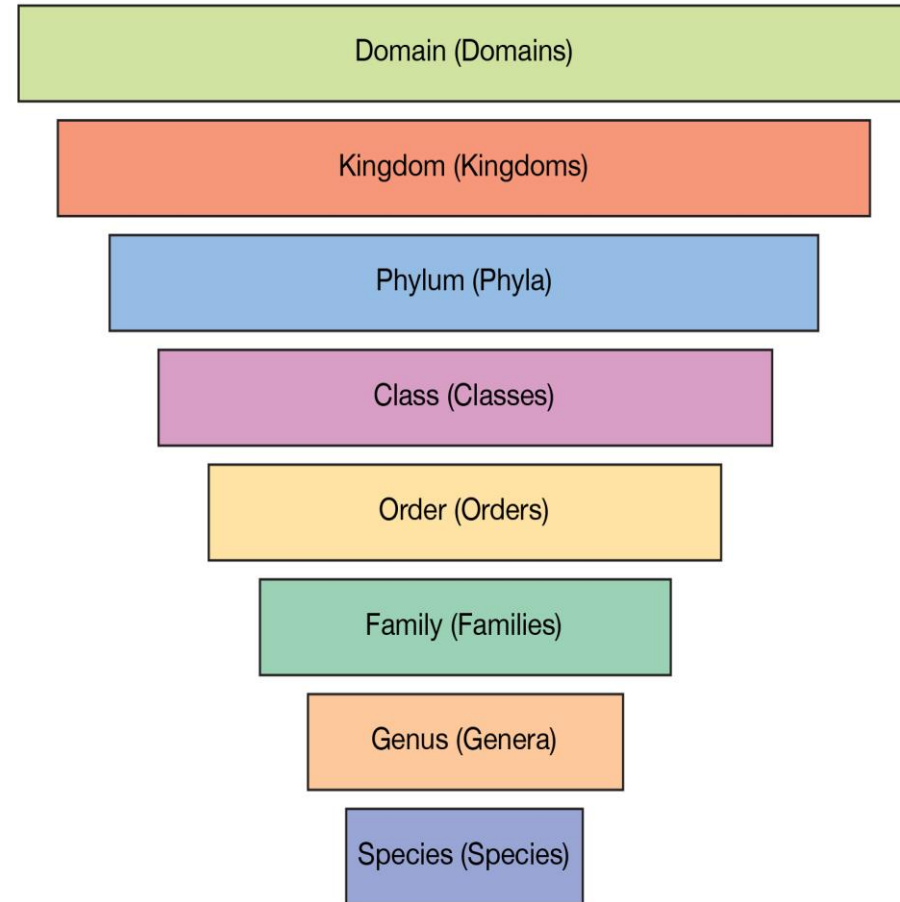 Domain (Domains)
Kingdom (Kingdoms)
Phylum (Phyla)
Class (Classes)
Order (Orders)
Family (Families)
Genus (Genera)
Species (Species)